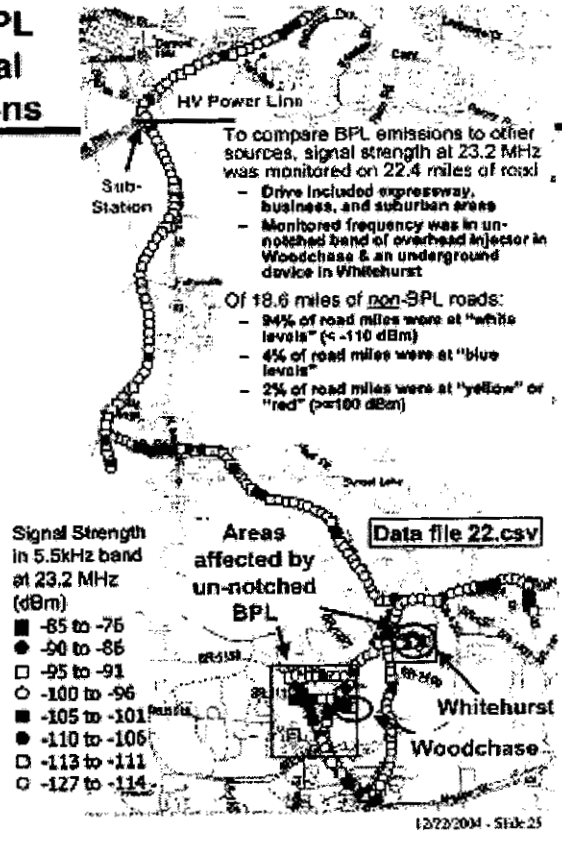 PL
al
ns
HV Power Line
Sub-
Station
To compare BPL emissions to other
sources, signal strength at 23.2 MHz
was monitored on 22.4 miles of road
– Drive included expressway,
business, and suburban areas
– Monitored frequency was in un-
notched band of overhead injector in
Woodchase & an underground
device in Whitehurst
Of 18.6 miles of non-BPL roads:
– 94% of road miles were at "white
levels" (< -110 dBm)
– 4% of road miles were at "blue
levels"
– 2% of road miles were at "yellow" or
"red" (>=100 dBm)
Sunset Lake
Signal Strength
in 5.5kHz band
at 23.2 MHz
(dBm)
-85 to -76
-90 to -86
-95 to -91
-100 to -96
-105 to -101
-110 to -106
-113 to -111
-127 to -114
Areas
affected by
un-notched
BPL
Data file 22.csv
Whitehurst
Woodchase
12/22/2004 - Slide 25